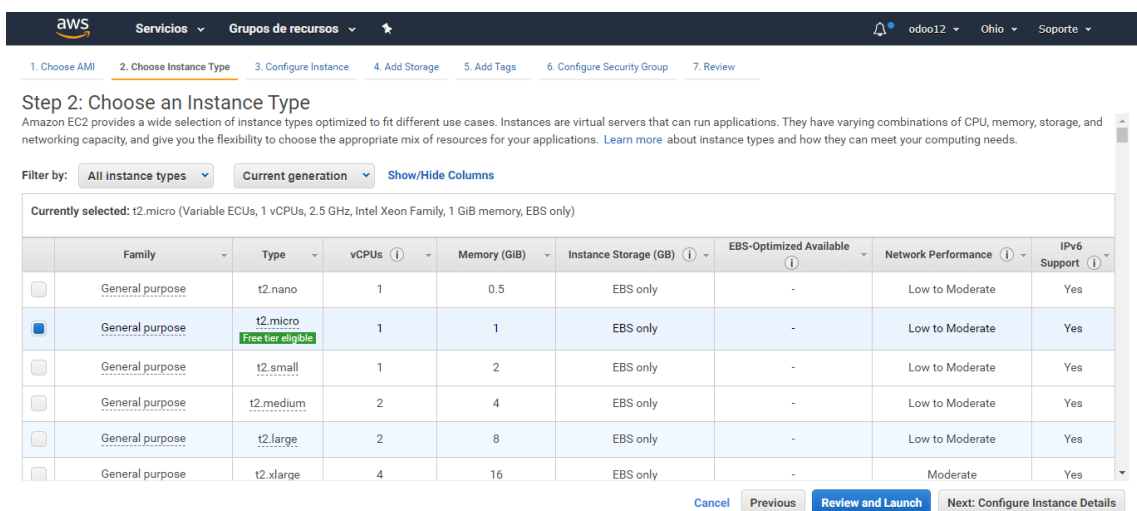 aws Servicios Grupos de recursos odoo12 Ohio Soporte
1. Choose AMI 2. Choose Instance Type 3. Configure Instance 4. Add Storage 5. Add Tags 6. Configure Security Group 7. Review
Step 2: Choose an Instance Type
Amazon EC2 provides a wide selection of instance types optimized to fit different use cases. Instances are virtual servers that can run applications. They have varying combinations of CPU, memory, storage, and
networking capacity, and give you the flexibility to choose the appropriate mix of resources for your applications. Learn more about instance types and how they can meet your computing needs.
Filter by: All instance types Current generation Show/Hide Columns
Currently selected: t2.micro (Variable ECUs, 1 vCPUs, 2.5 GHz, Intel Xeon Family, 1 GiB memory, EBS only)
Family Type vCPUs i Memory (GiB) Instance Storage (GB) i EBS-Optimized Available i Network Performance i IPv6 Support i
General purpose t2.nano 1 0.5 EBS only - Low to Moderate Yes
General purpose t2.micro Free tier eligible 1 1 EBS only - Low to Moderate Yes
General purpose t2.small 1 2 EBS only - Low to Moderate Yes
General purpose t2.medium 2 4 EBS only - Low to Moderate Yes
General purpose t2.large 2 8 EBS only - Low to Moderate Yes
General purpose t2.xlarge 4 16 EBS only - Moderate Yes
Cancel Previous Review and Launch Next: Configure Instance Details